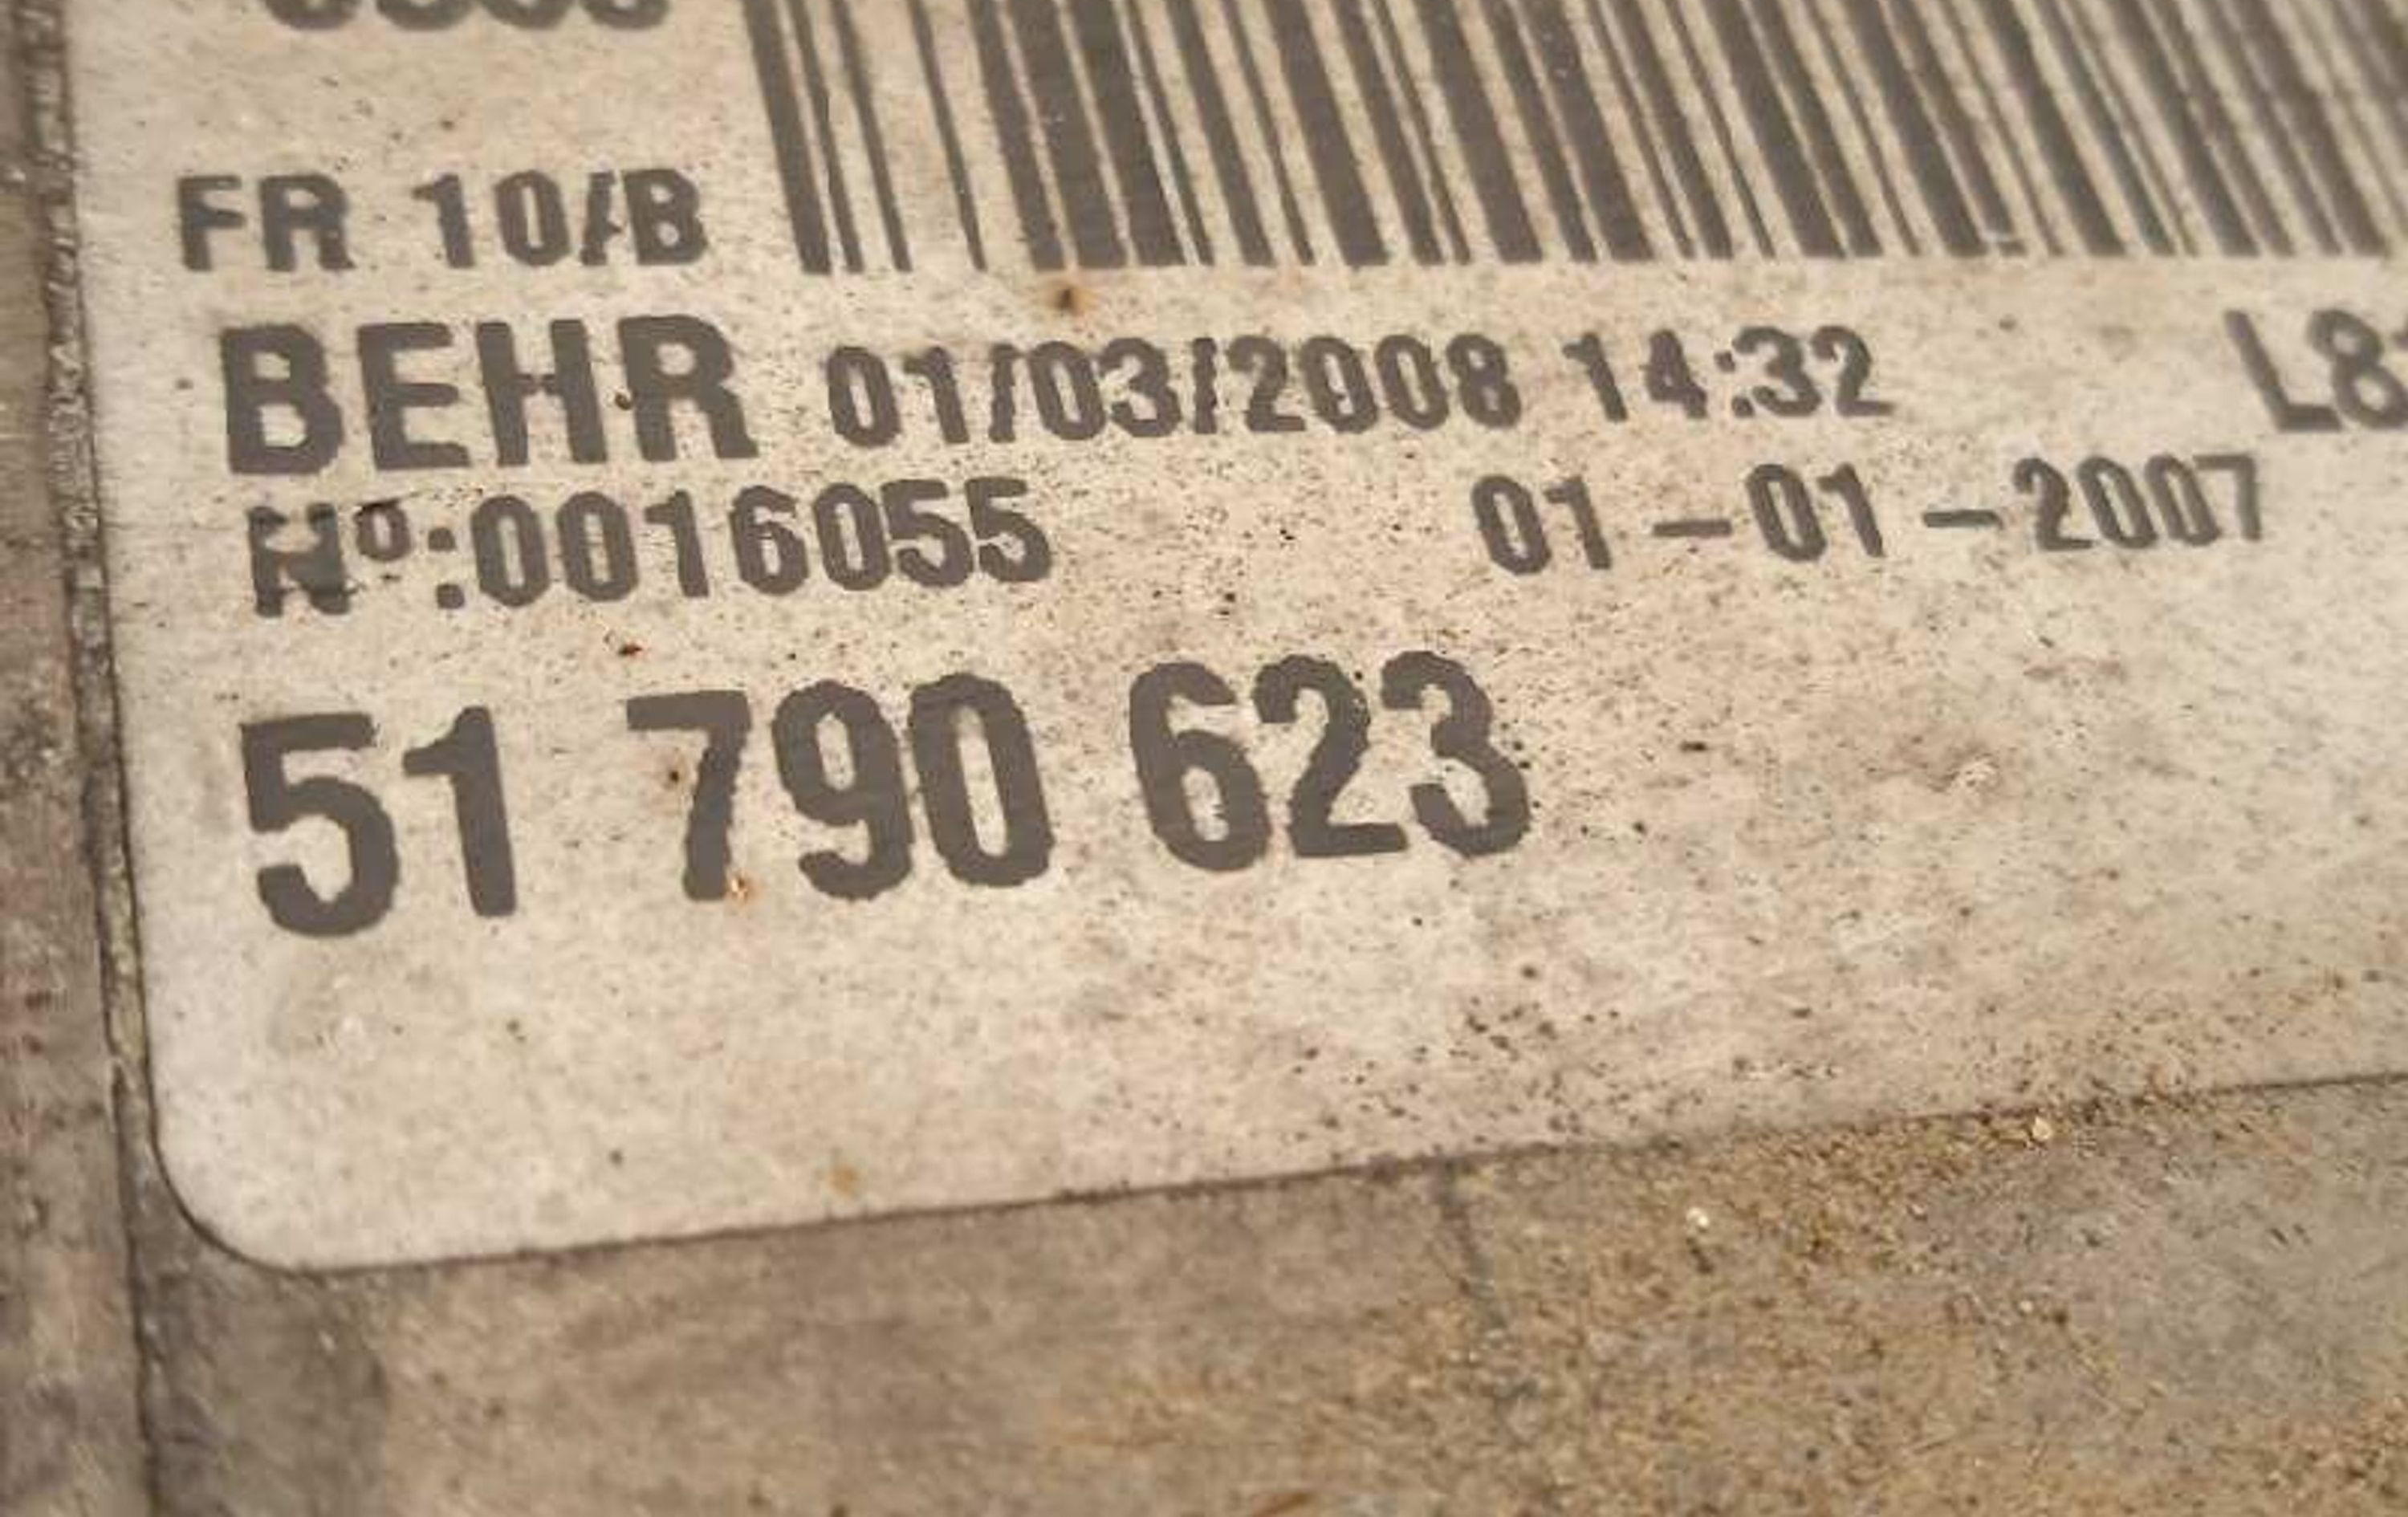 FR 10/B
BEHR 01/03/2008 14:32
Nº:0016055 01-01-2007
51 790 623